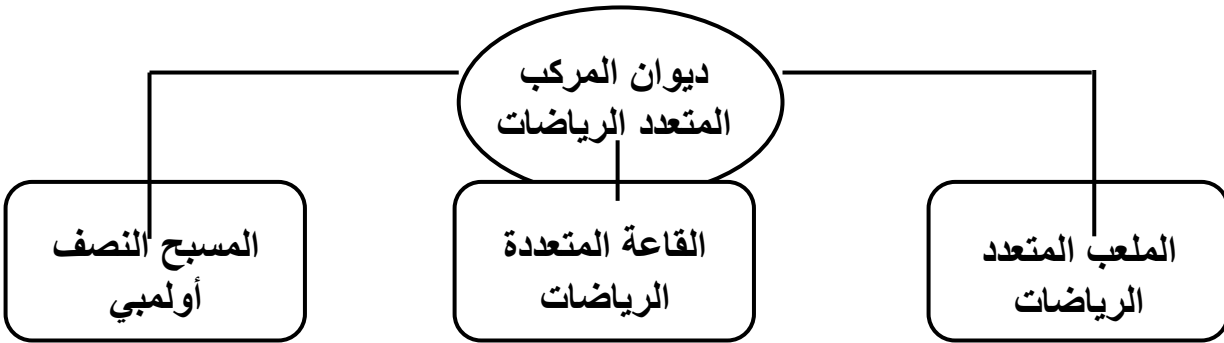 ديوان المركب
المتعدد الرياضات
الملعب المتعدد
الرياضات
القاعة المتعددة
الرياضات
المسبح النصف
أولمبي